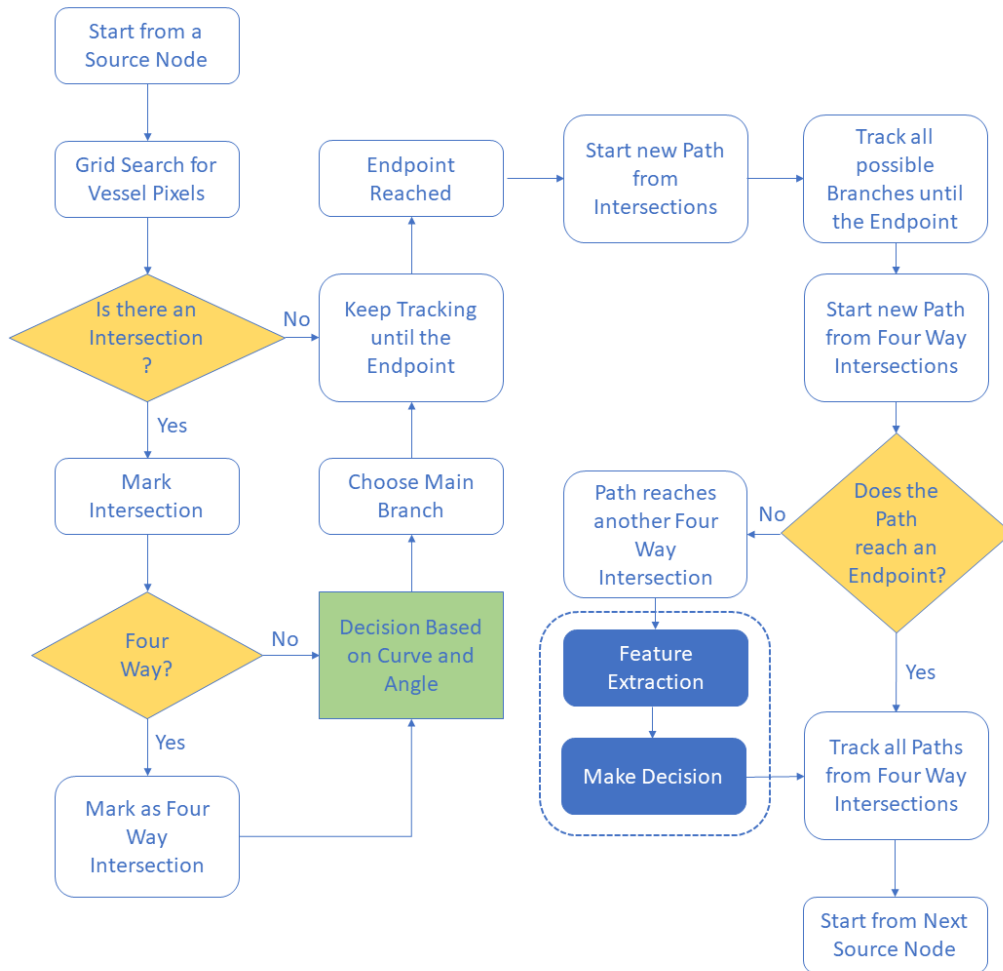 Start from a
Source Node
Grid Search for
Vessel Pixels
Is there an
Intersection
?
No
Yes
Mark
Intersection
Four
Way?
No
Yes
Mark as Four
Way
Intersection
Decision Based
on Curve and
Angle
Choose Main
Branch
Keep Tracking
until the
Endpoint
Endpoint
Reached
Start new Path
from
Intersections
Track all
possible
Branches until
the Endpoint
Start new Path
from Four Way
Intersections
Does the
Path
reach an
Endpoint?
No
Yes
Path reaches
another Four
Way
Intersection
Feature
Extraction
Make Decision
Track all Paths
from Four Way
Intersections
Start from Next
Source Node